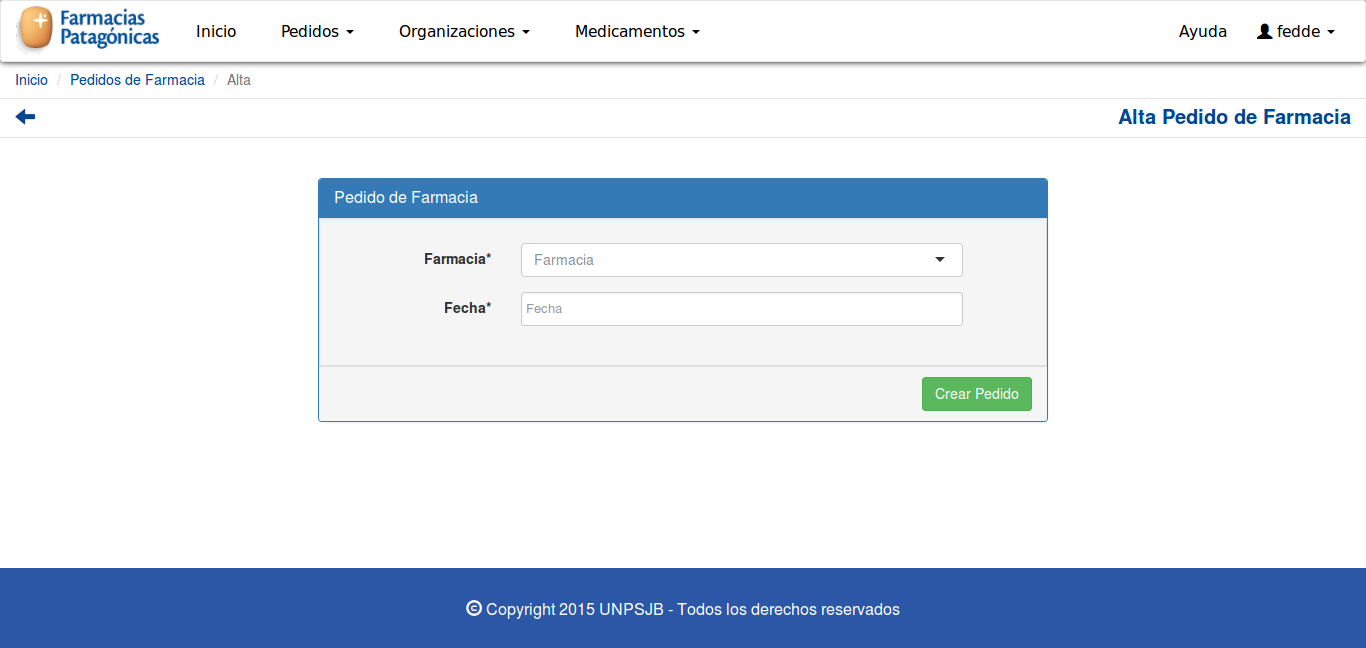 Farmacias
Patagónicas
Inicio Pedidos Organizaciones Medicamentos Ayuda fedde
Inicio / Pedidos de Farmacia / Alta
Alta Pedido de Farmacia
Pedido de Farmacia
Farmacia* Farmacia
Fecha* Fecha
Crear Pedido
© Copyright 2015 UNPSJB - Todos los derechos reservados